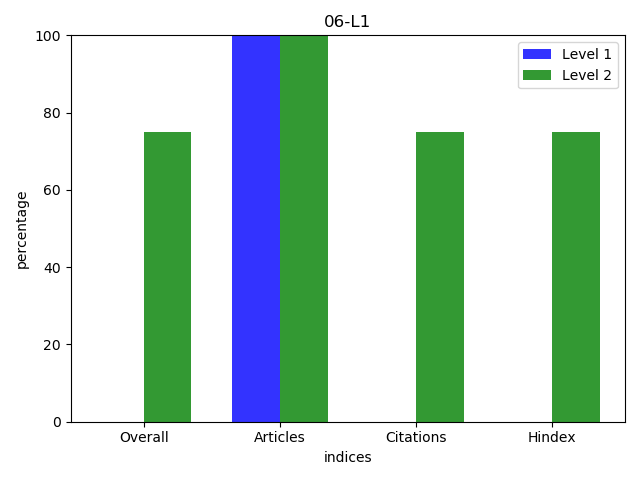 06-L1
Level 1
Level 2
percentage
100
80
60
40
20
0
Overall
Articles
Citations
Hindex
indices